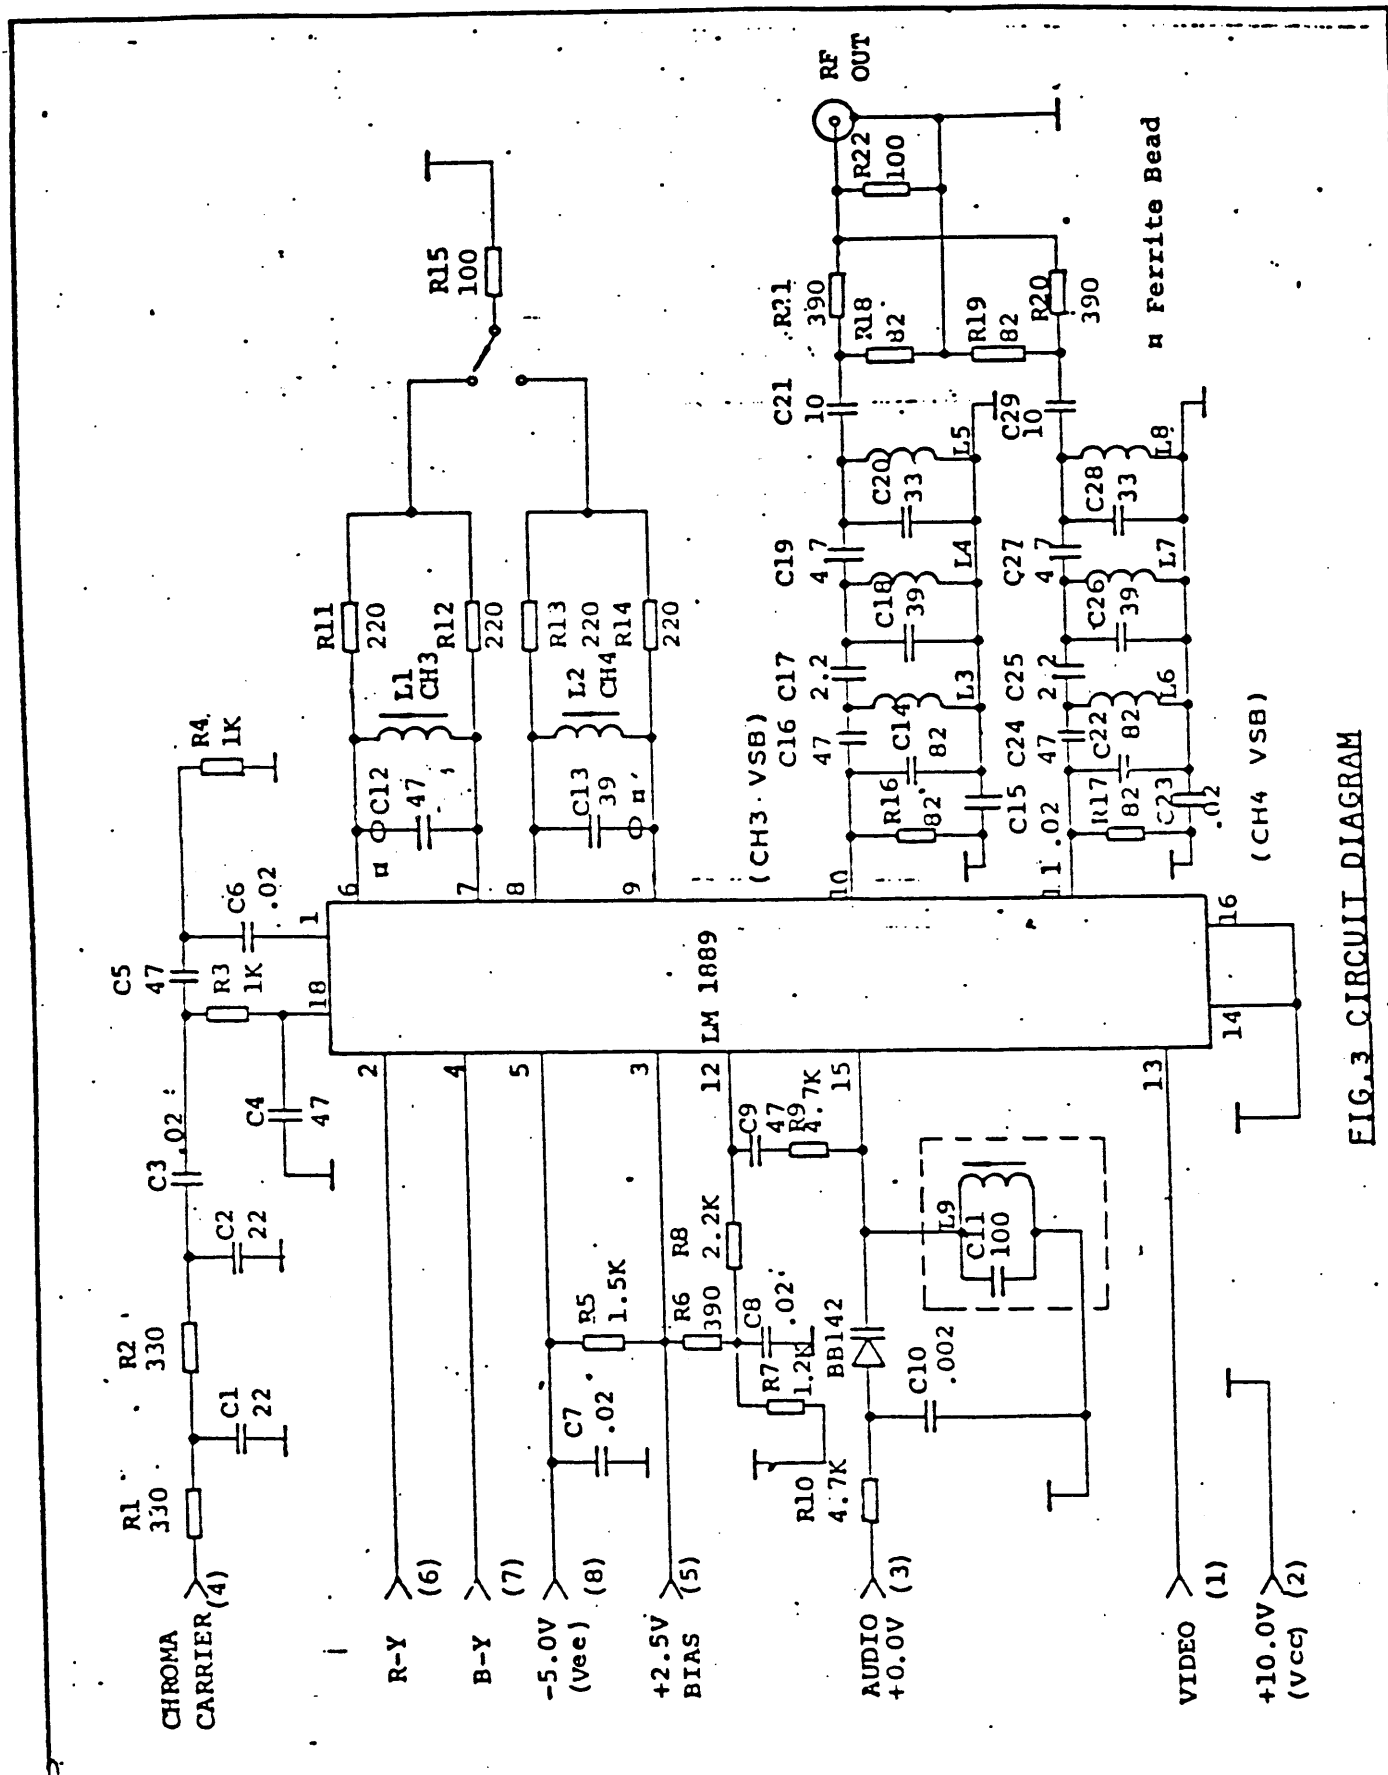 CHROMA
CARRIER
(4)
R1
330
C1
22
R2
330
C2
22
C3
.02
C4
47
C5
47
R3
1K
18
C6
.02
1
R4
1K
R-Y
(6)
2
B-Y
(7)
4
-5.0V
(Vee)
(8)
5
C7
.02
R5
1.5K
+2.5V
BIAS
(5)
3
R6
390
R8
2.2K
12
C8
.02
R7
1.2K
C9
47
R9
4.7K
15
AUDIO
+0.0V
(3)
R10
4.7K
BB142
C10
.002
L9
C11
100
VIDEO
(1)
13
+10.0V
(Vcc)
(2)
LM 1889
14
16
6
7
8
9
10
11
¤
C12
47
L1
CH3
R11
220
R12
220
C13
39
¤
L2
CH4
R13
220
R14
220
R15
100
(CH3 VSB)
R16
82
C14
82
C15
.02
C16
47
L3
C17
2.2
C18
39
L4
C19
4.7
C20
33
L5
C21
10
R18
82
R21
390
R22
100
RF
OUT
R17
82
C22
82
C23
.02
C24
47
L6
C25
2.2
C26
39
L7
C27
4.7
C28
33
L8
C29
10
R19
82
R20
390
(CH4 VSB)
¤ Ferrite Bead
FIG.3 CIRCUIT DIAGRAM